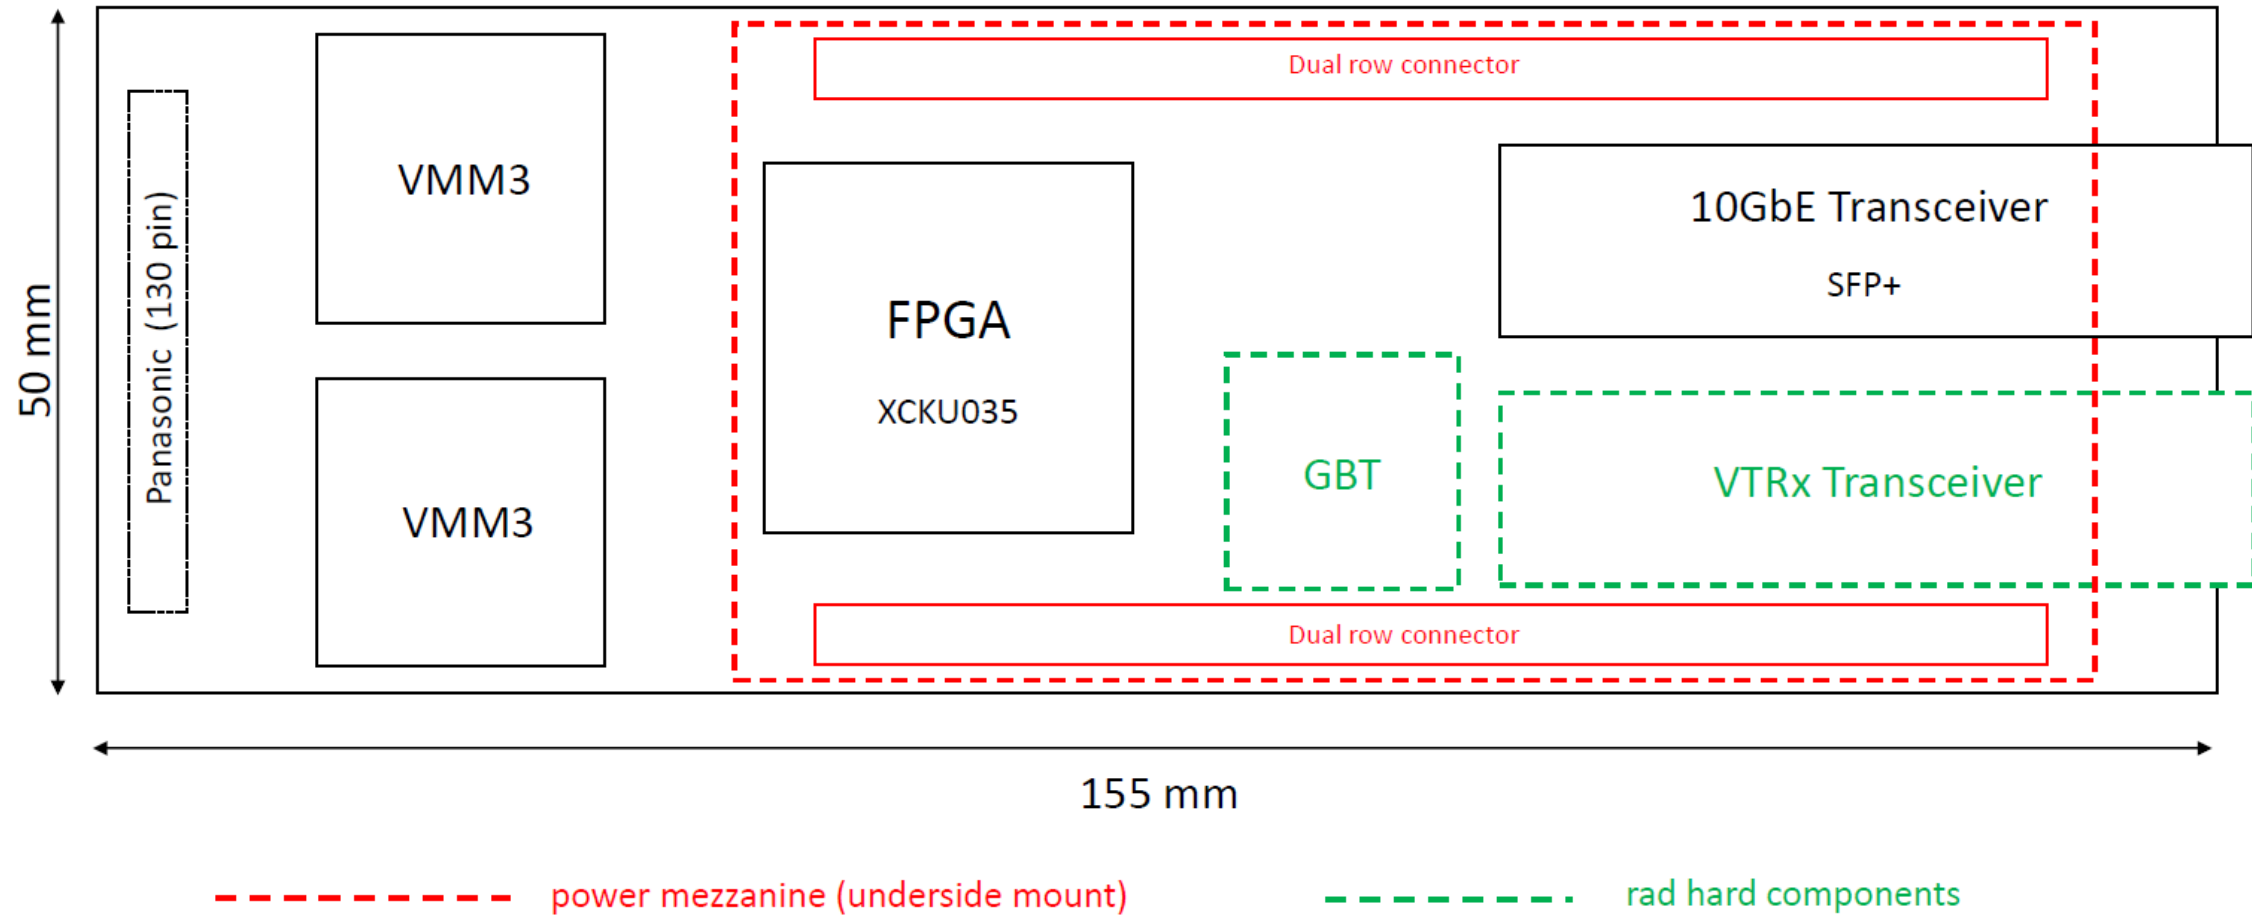 Dual row connector
VMM3
Panasonic (130 pin)
50 mm
10GbE Transceiver
SFP+
FPGA
XCKU035
GBT
VTRx Transceiver
VMM3
Dual row connector
155 mm
power mezzanine (underside mount)
rad hard components